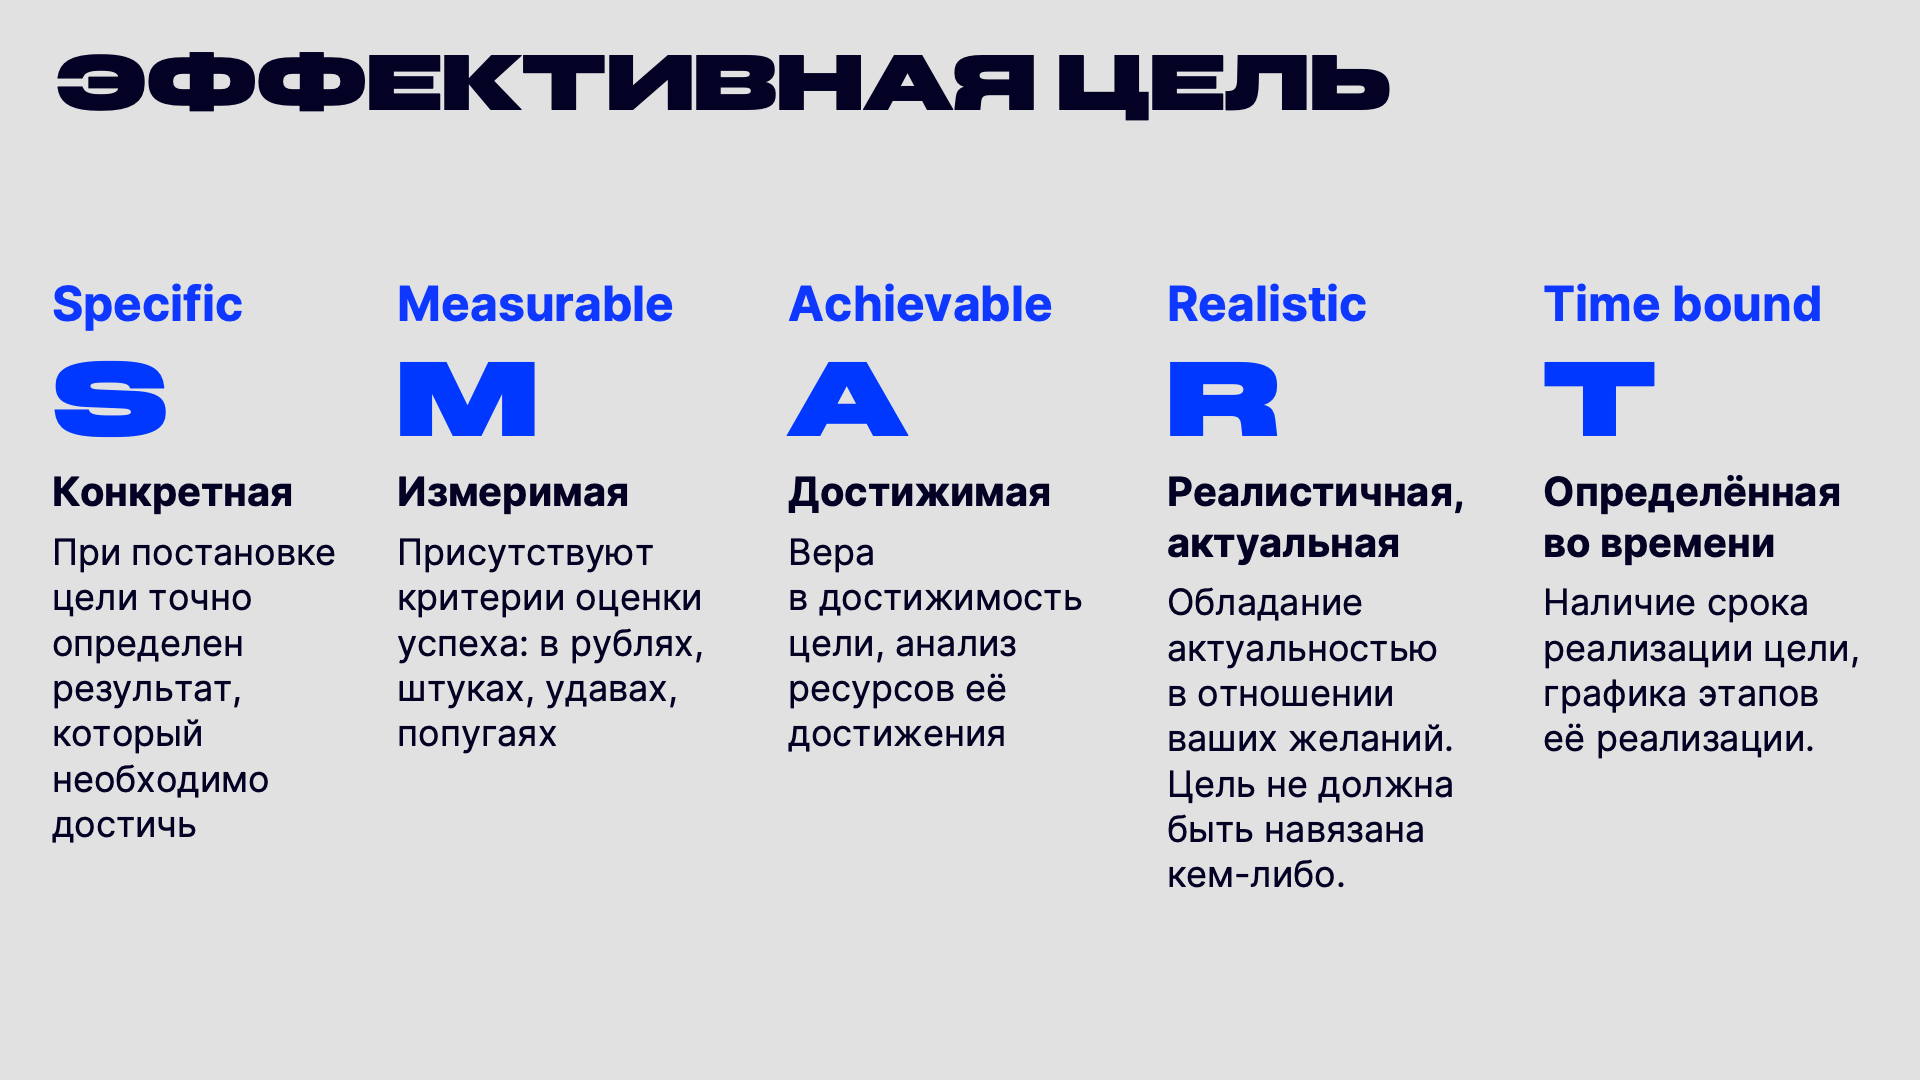 ЭФФЕКТИВНАЯ ЦЕЛЬ
Specific
S
Конкретная
При постановке
цели точно
определен
результат,
который
необходимо
достичь
Measurable
M
Измеримая
Присутствуют
критерии оценки
успеха: в рублях,
штуках, удавах,
попугаях
Achievable
A
Достижимая
Вера
в достижимость
цели, анализ
ресурсов её
достижения
Realistic
R
Реалистичная,
актуальная
Обладание
актуальностью
в отношении
ваших желаний.
Цель не должна
быть навязана
кем-либо.
Time bound
T
Определённая
во времени
Наличие срока
реализации цели,
графика этапов
её реализации.